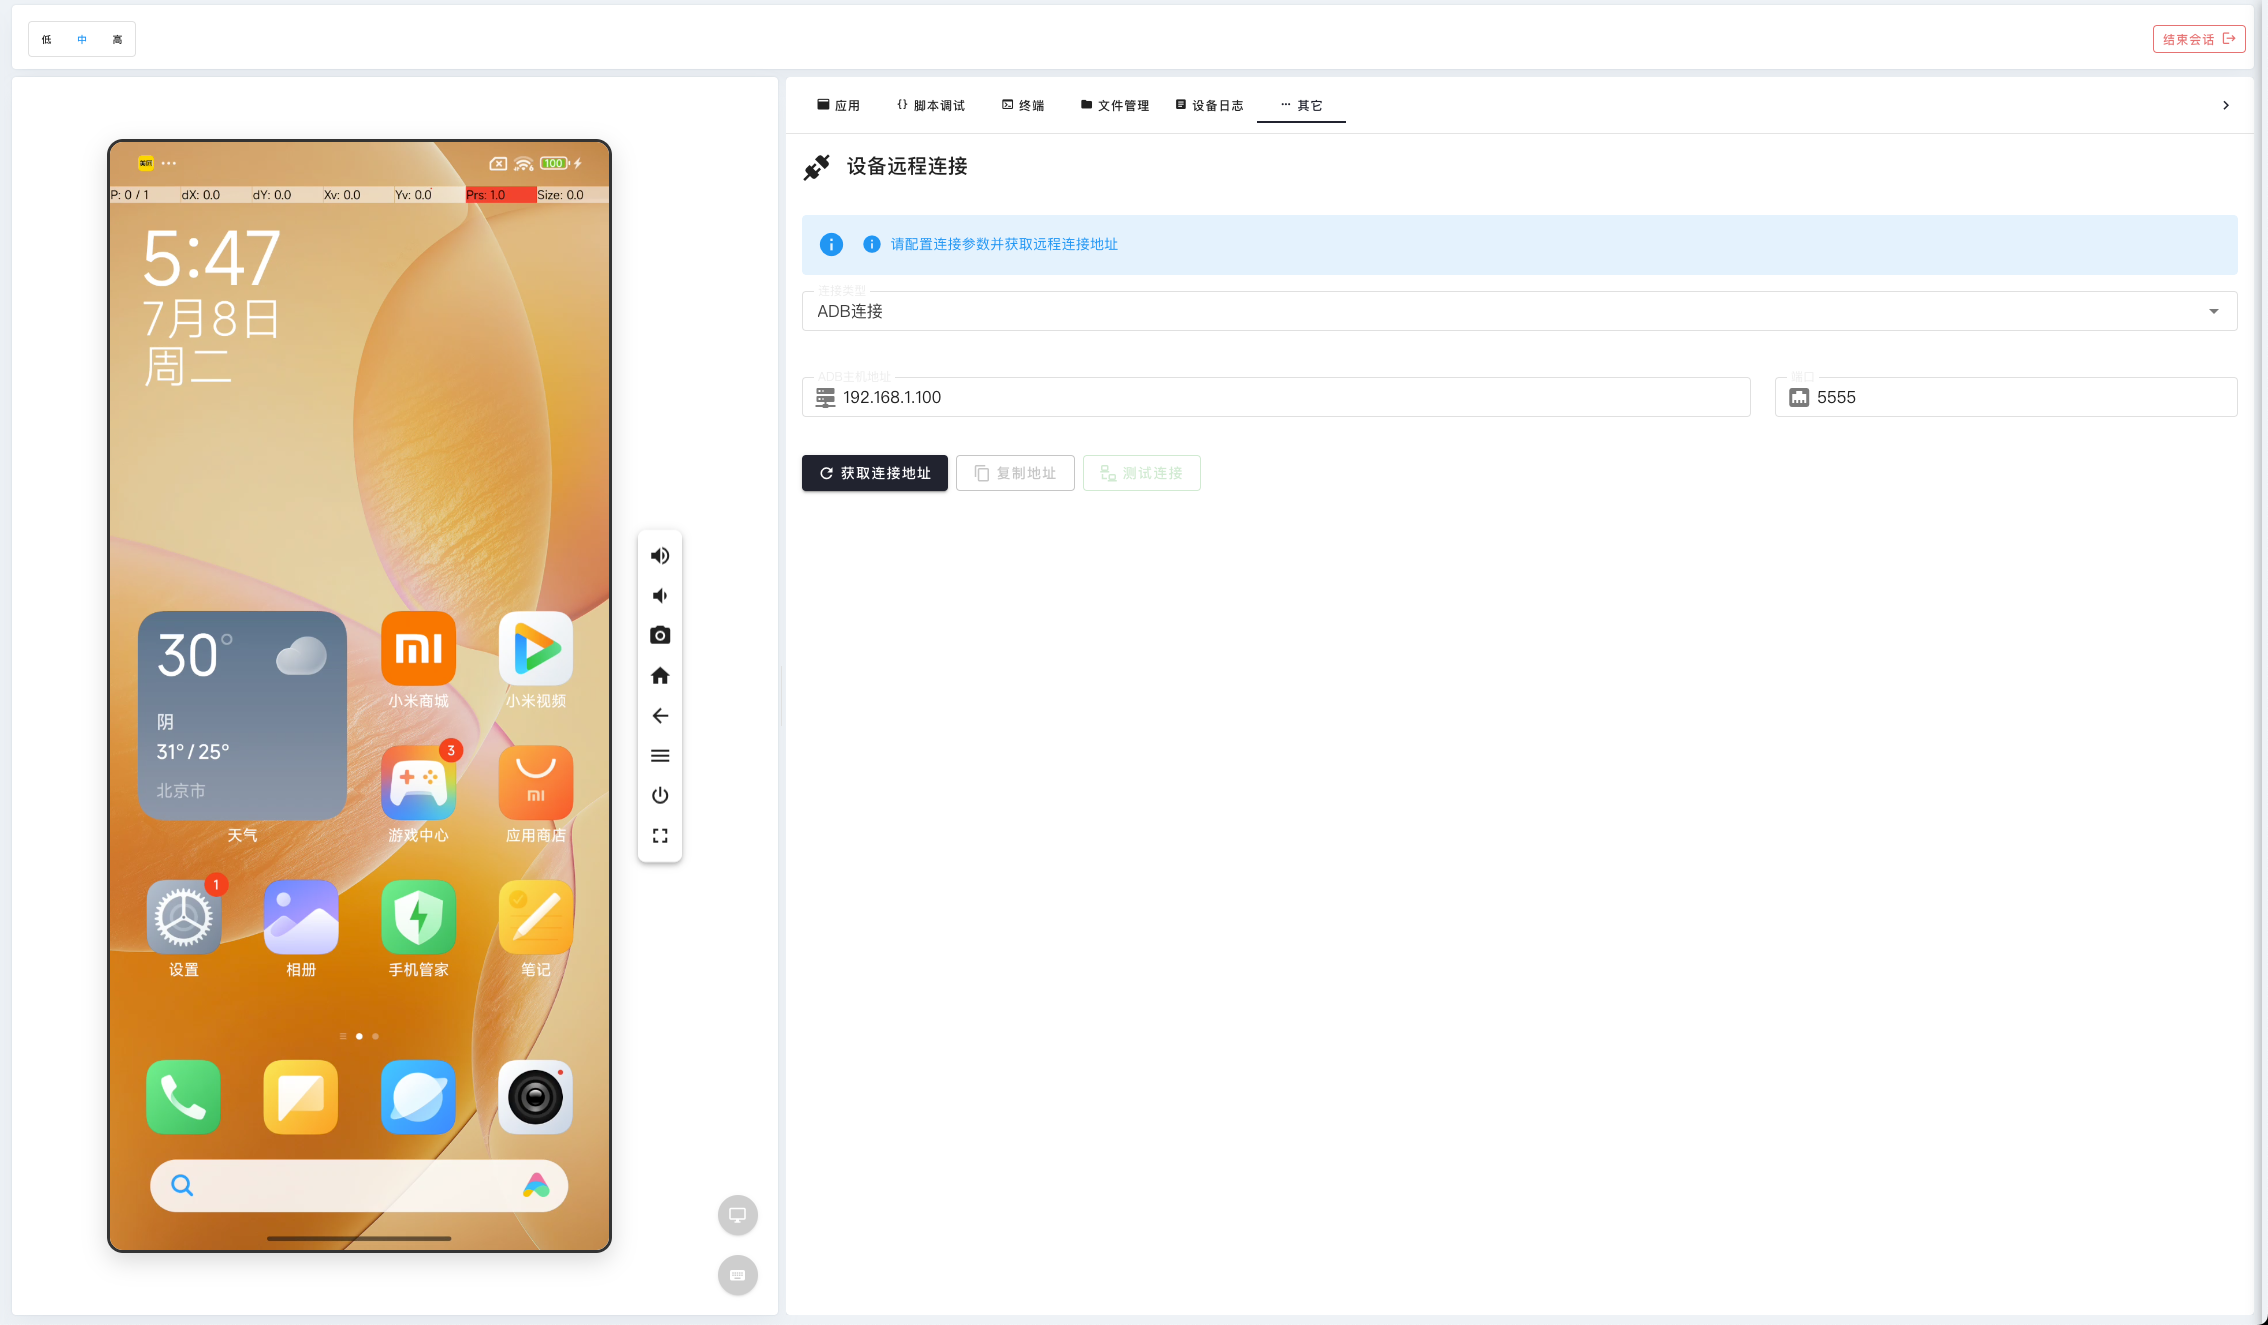 低 中 高
结束会话
应用 脚本调试 终端 文件管理 设备日志 其它
设备远程连接
请配置连接参数并获取远程连接地址
连接类型
ADB连接
ADB主机地址
192.168.1.100
端口
5555
获取连接地址 复制地址 测试连接
美团
100
P: 0 / 1 dX: 0.0 dY: 0.0 Xv: 0.0 Yv: 0.0 Prs: 1.0 Size: 0.0
5:47
7月8日
周二
30°
阴
31° / 25°
北京市
天气
小米商城
小米视频
3
游戏中心
应用商店
1
设置
相册
手机管家
笔记